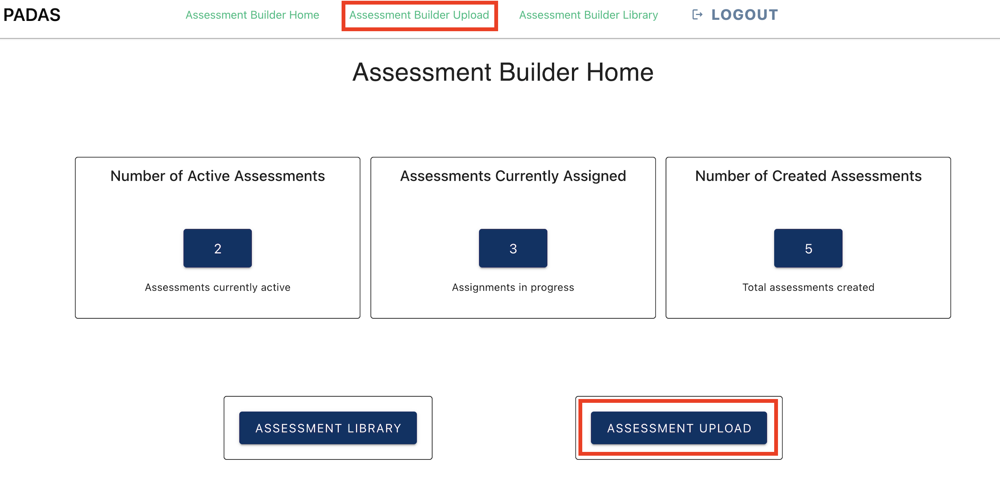 PADAS
Assessment Builder Home
Assessment Builder Upload
Assessment Builder Library
LOGOUT
Assessment Builder Home
Number of Active Assessments
2
Assessments currently active
Assessments Currently Assigned
3
Assignments in progress
Number of Created Assessments
5
Total assessments created
ASSESSMENT LIBRARY
ASSESSMENT UPLOAD